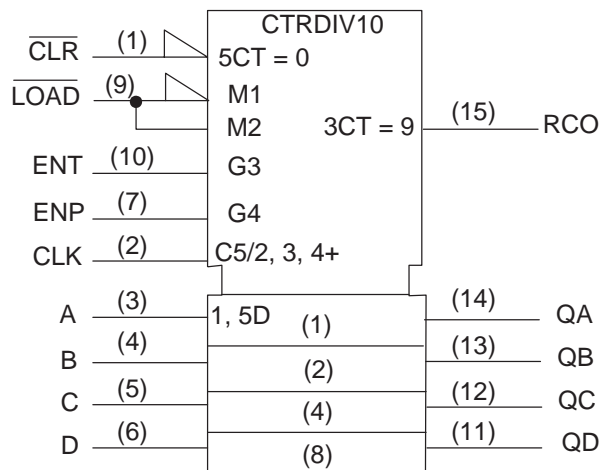 CTRDIV10
CLR (1) 5CT = 0
LOAD (9) M1
M2 3CT = 9 (15) RCO
ENT (10) G3
ENP (7) G4
CLK (2) C5/2, 3, 4+
A (3) 1, 5D (1) (14) QA
B (4) (2) (13) QB
C (5) (4) (12) QC
D (6) (8) (11) QD